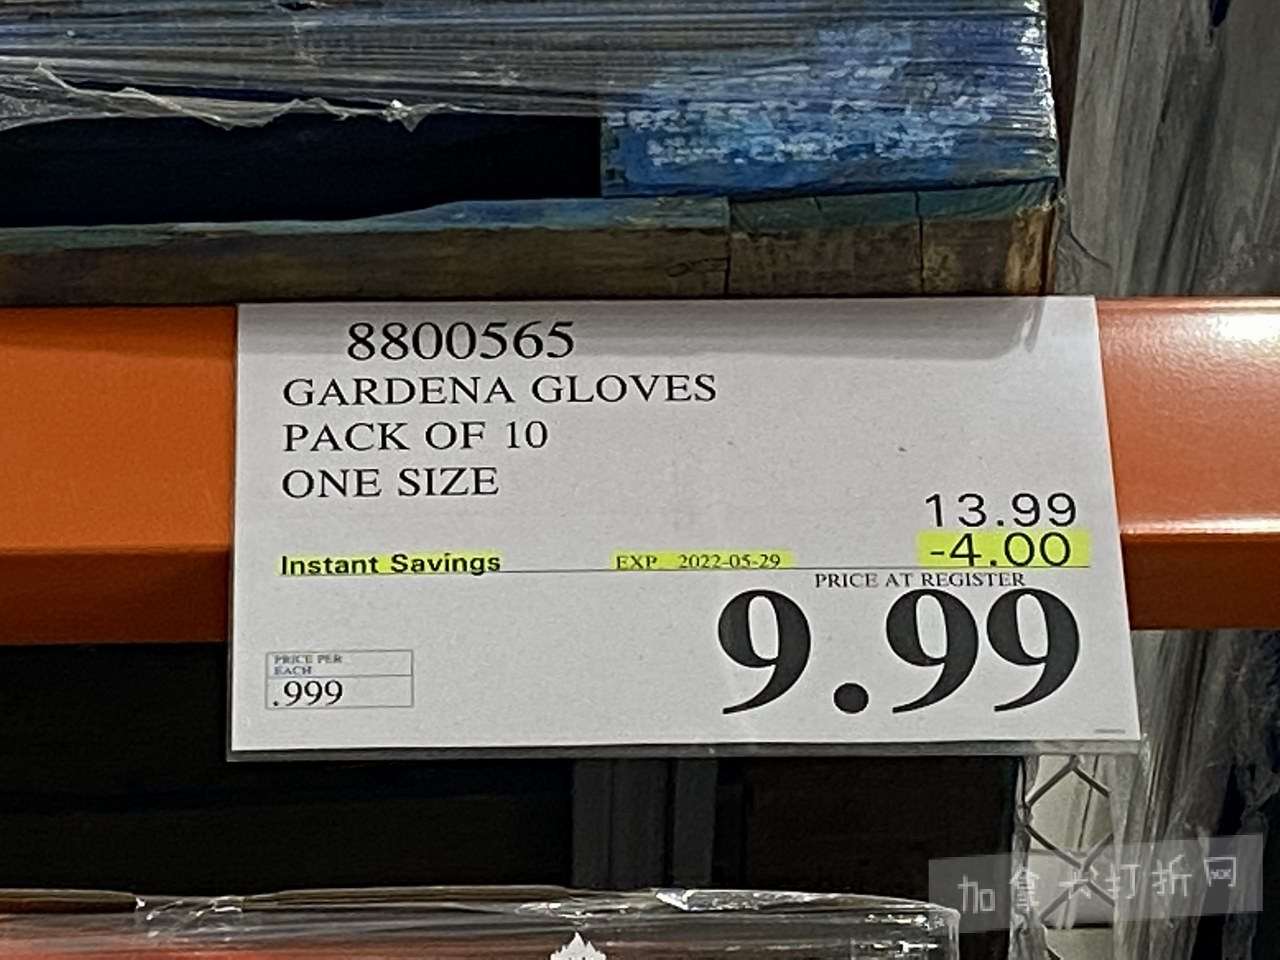 8800565
GARDENA GLOVES
PACK OF 10
ONE SIZE
13.99
Instant Savings EXP 2022-05-29 -4.00
PRICE AT REGISTER
9.99
PRICE PER
EACH
.999
加拿大打折网